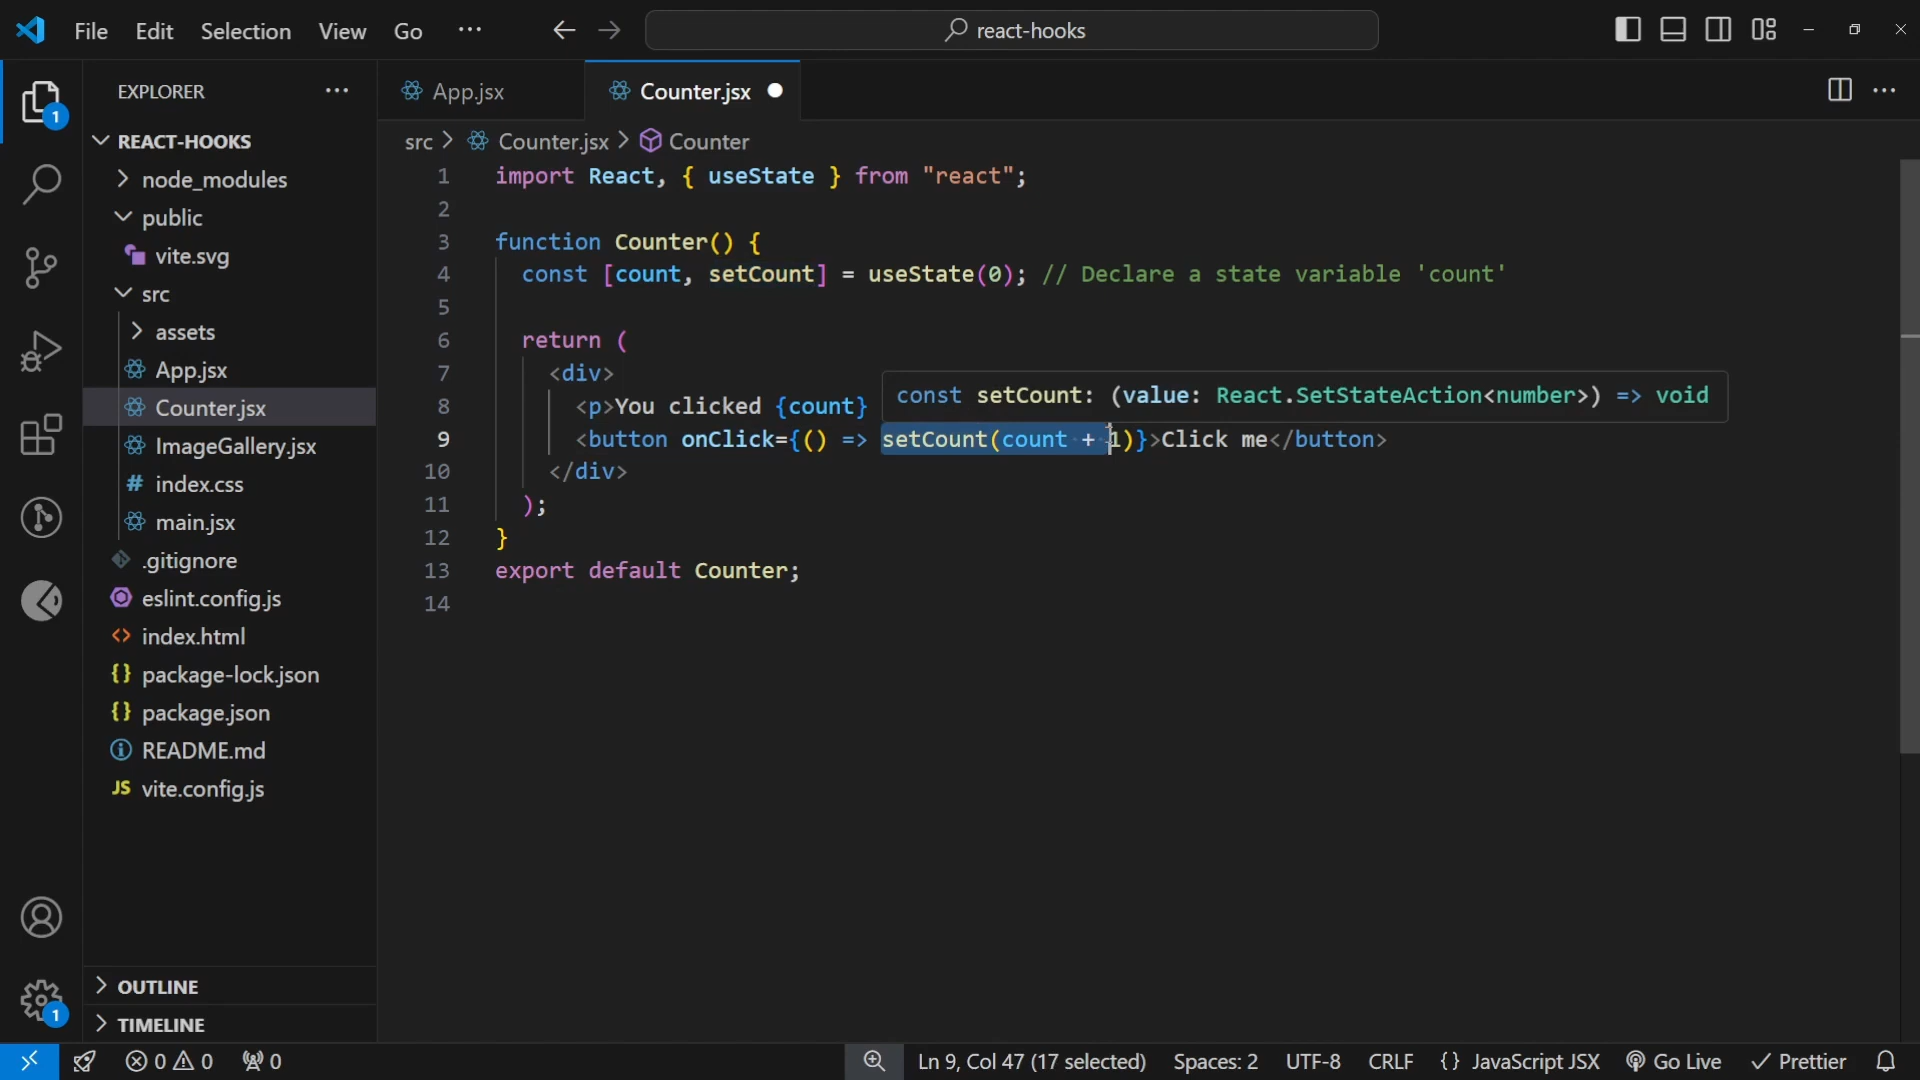 File Edit Selection View Go ··· react-hooks
EXPLORER ···
REACT-HOOKS
node_modules
public
vite.svg
src
assets
App.jsx
Counter.jsx
ImageGallery.jsx
# index.css
main.jsx
.gitignore
eslint.config.js
<> index.html
{} package-lock.json
{} package.json
README.md
JS vite.config.js
OUTLINE
TIMELINE
1
1
App.jsx Counter.jsx
src > Counter.jsx > Counter
1 import React, { useState } from "react";
2
3 function Counter() {
4 const [count, setCount] = useState(0); // Declare a state variable 'count'
5
6 return (
7 <div>
const setCount: (value: React.SetStateAction<number>) => void
8 <p>You clicked {count}
9 <button onClick={() => setCount(count + 1)}>Click me</button>
10 </div>
11 );
12 }
13 export default Counter;
14
0 0 0 Ln 9, Col 47 (17 selected) Spaces: 2 UTF-8 CRLF {} JavaScript JSX Go Live Prettier